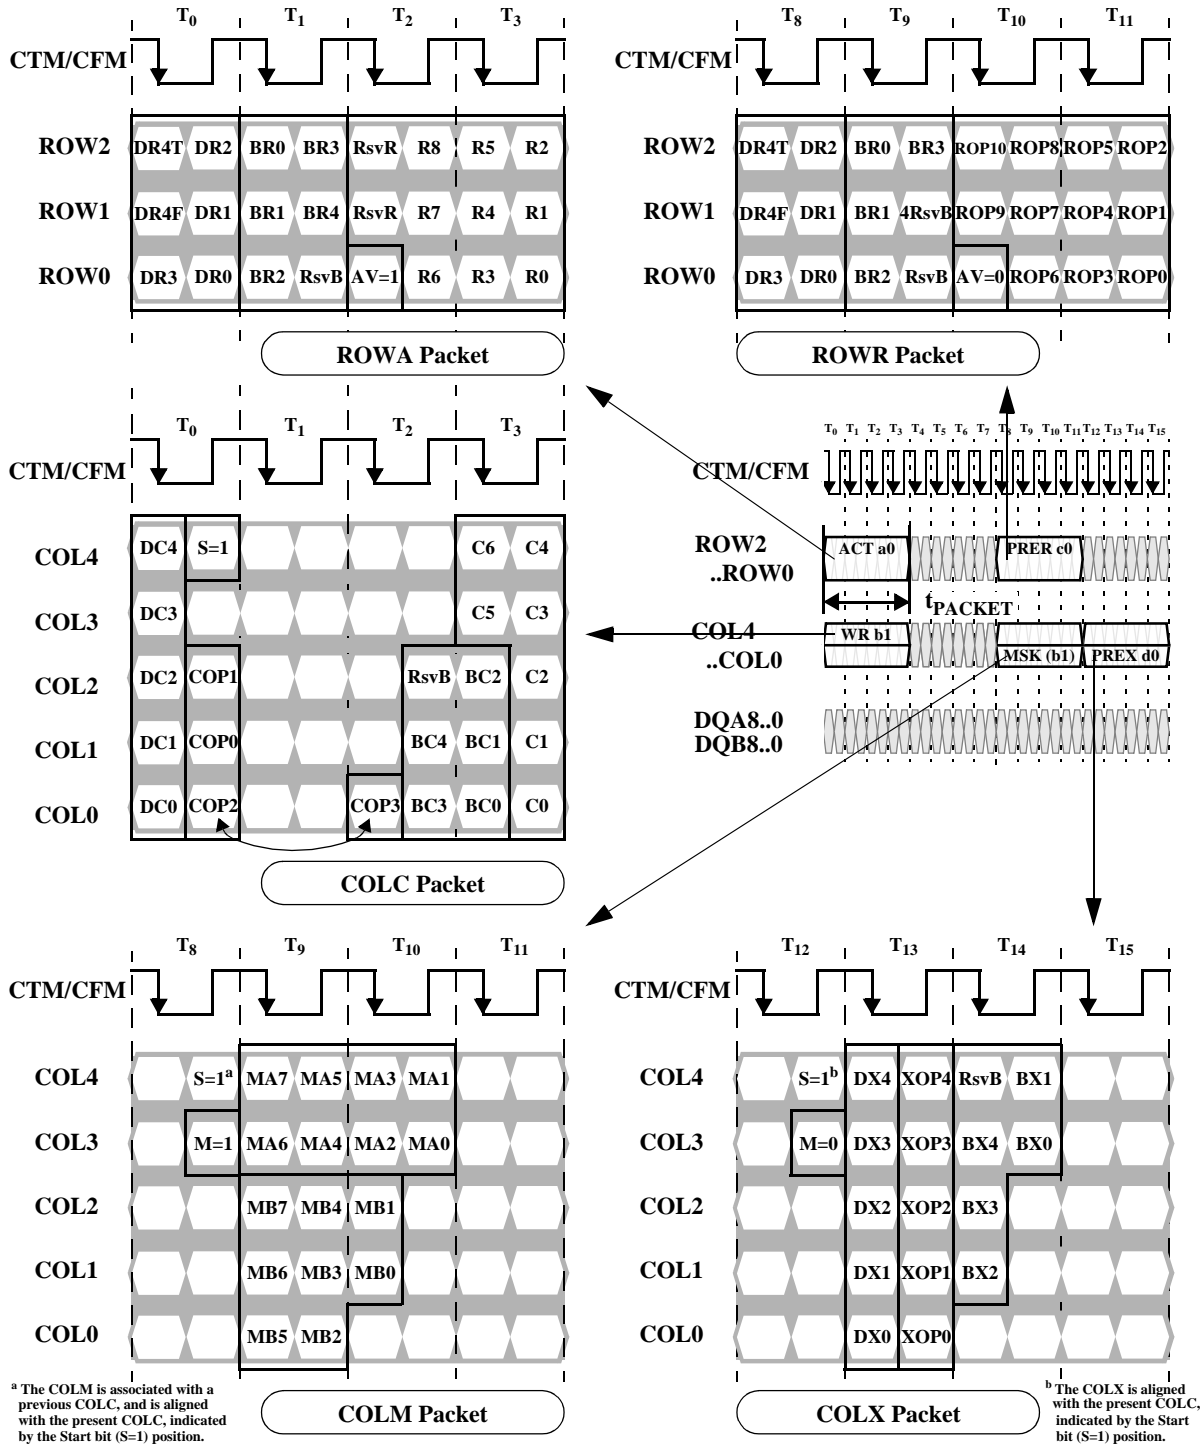 T0 T1 T2 T3
CTM/CFM
ROW2 DR4T DR2 BR0 BR3 RsvR R8 R5 R2
ROW1 DR4F DR1 BR1 BR4 RsvR R7 R4 R1
ROW0 DR3 DR0 BR2 RsvB AV=1 R6 R3 R0
ROWA Packet
T8 T9 T10 T11
CTM/CFM
ROW2 DR4T DR2 BR0 BR3 ROP10 ROP8 ROP5 ROP2
ROW1 DR4F DR1 BR1 4RsvB ROP9 ROP7 ROP4 ROP1
ROW0 DR3 DR0 BR2 RsvB AV=0 ROP6 ROP3 ROP0
ROWR Packet
T0 T1 T2 T3
CTM/CFM
COL4 DC4 S=1 C6 C4
COL3 DC3 C5 C3
COL2 DC2 COP1 RsvB BC2 C2
COL1 DC1 COP0 BC4 BC1 C1
COL0 DC0 COP2 COP3 BC3 BC0 C0
COLC Packet
T0 T1 T2 T3 T4 T5 T6 T7 T8 T9 T10 T11 T12 T13 T14 T15
CTM/CFM
ROW2 ACT a0 PRER c0
..ROW0
tPACKET
COL4 WR b1
..COL0 MSK (b1) PREX d0
DQA8..0
DQB8..0
T8 T9 T10 T11
CTM/CFM
COL4 S=1a MA7 MA5 MA3 MA1
COL3 M=1 MA6 MA4 MA2 MA0
COL2 MB7 MB4 MB1
COL1 MB6 MB3 MB0
COL0 MB5 MB2
COLM Packet
a The COLM is associated with a
previous COLC, and is aligned
with the present COLC, indicated
by the Start bit (S=1) position.
T12 T13 T14 T15
CTM/CFM
COL4 S=1b DX4 XOP4 RsvB BX1
COL3 M=0 DX3 XOP3 BX4 BX0
COL2 DX2 XOP2 BX3
COL1 DX1 XOP1 BX2
COL0 DX0 XOP0
COLX Packet
b The COLX is aligned
with the present COLC,
indicated by the Start
bit (S=1) position.